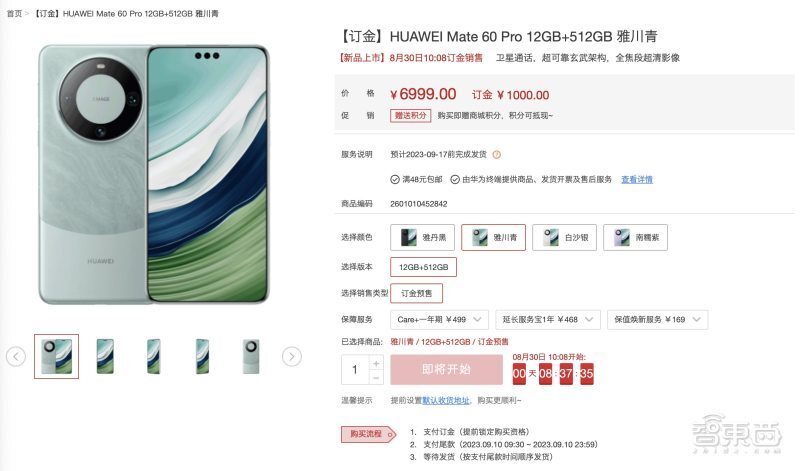 首页 > 【订金】HUAWEI Mate 60 Pro 12GB+512GB 雅川青
【订金】HUAWEI Mate 60 Pro 12GB+512GB 雅川青
【新品上市】8月30日10:08订金销售 卫星通话，超可靠玄武架构，全焦段超清影像
价 格 ¥6999.00 订金 ¥1000.00
促 销 赠送积分 购买即赠商城积分，积分可抵现~
服务说明 预计2023-09-17前完成发货
满48元包邮 由华为终端提供商品、发货开票及售后服务 查看详情
商品编码 2601010452842
选择颜色 雅丹黑 雅川青 白沙银 南糯紫
选择版本 12GB+512GB
选择销售类型 订金预售
保障服务 Care+一年期 ¥499 延长服务宝1年 ¥468 保值焕新服务 ¥169
已选择商品: 雅川青 / 12GB+512GB / 订金预售
1 + − 即将开始 08月30日 10:08开始:
00 天 08 : 37 : 35
温馨提示 提前设置默认收货地址，购买更顺利~
购买流程 1. 支付订金（提前锁定购买资格）
2. 支付尾款（2023.09.10 09:30 ~ 2023.09.10 23:59）
3. 等待发货（按支付尾款时间顺序发货）
HUAWEI
智东西
zhidx.com